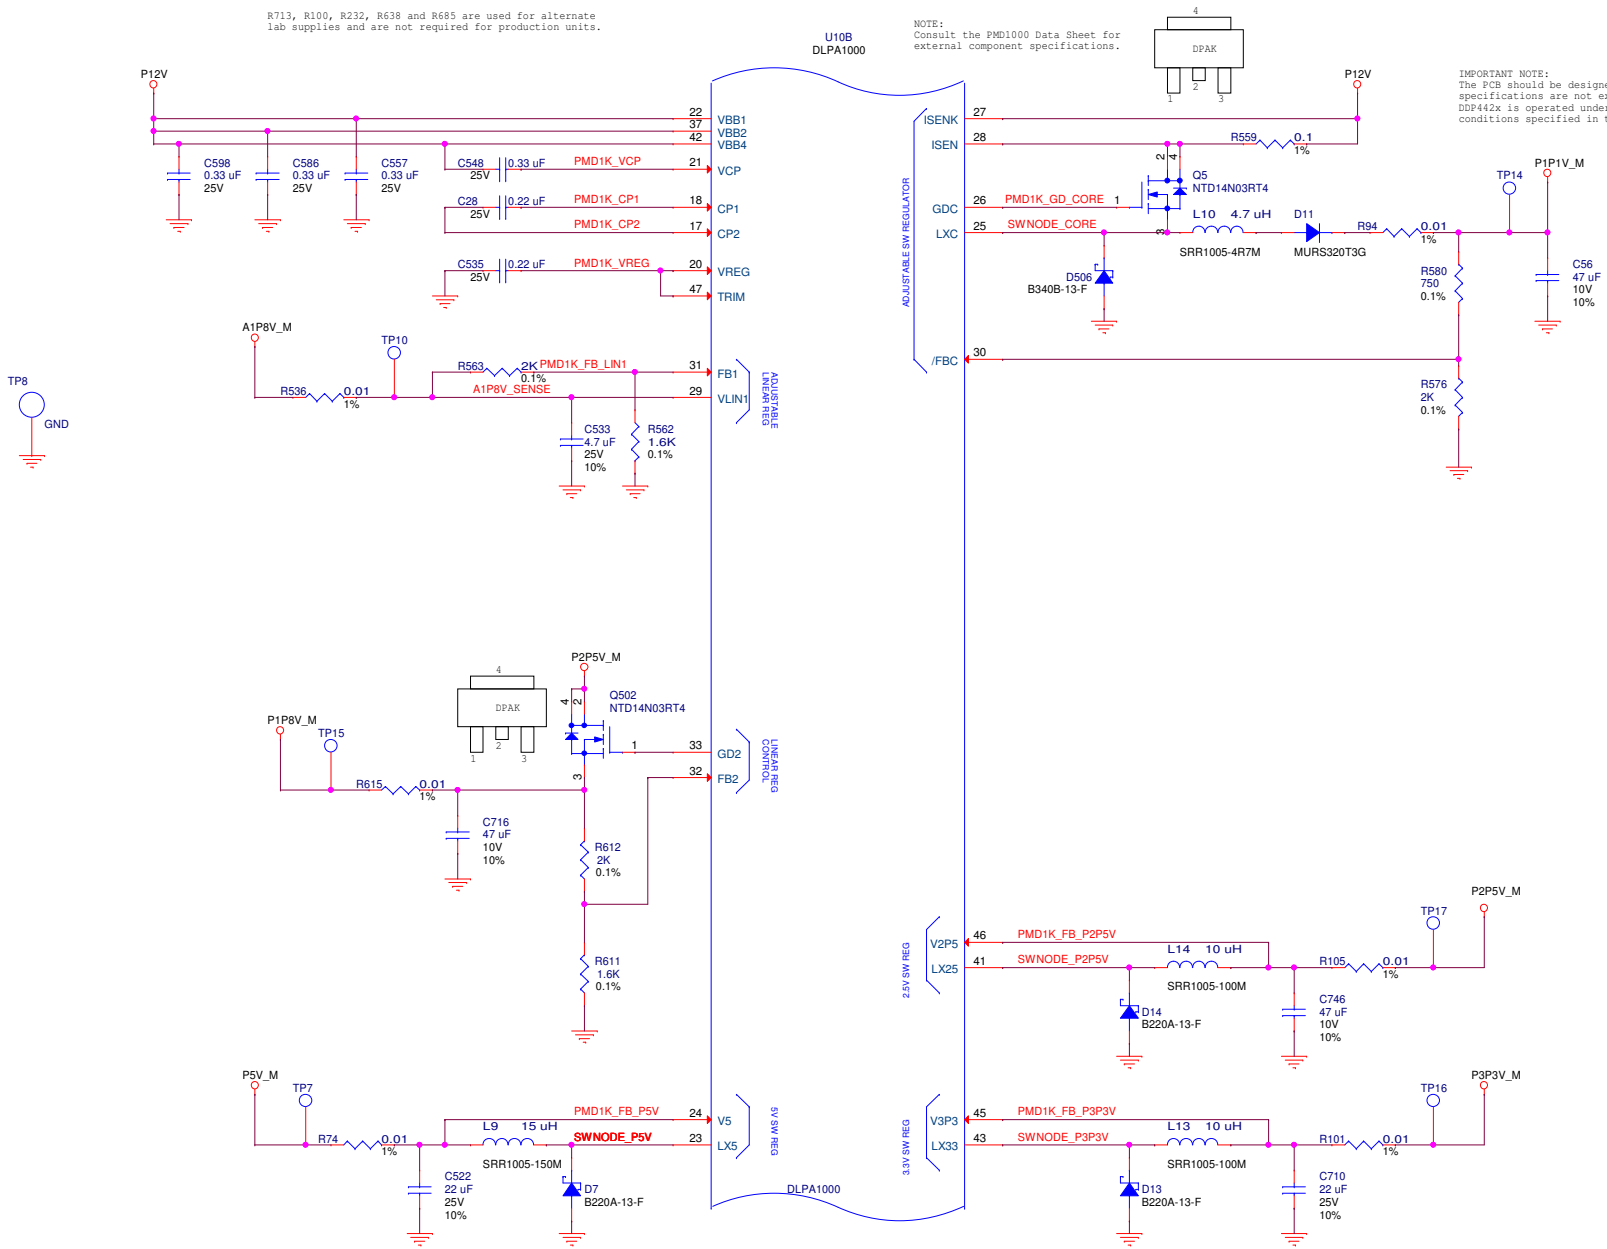 R713, R100, R232, R638 and R685 are used for alternate
lab supplies and are not required for production units.
U10B
DLPA1000
NOTE:
Consult the PMD1000 Data Sheet for
external component specifications.
4
DPAK
1
2
3
IMPORTANT NOTE:
The PCB should be designe
specifications are not ex
DDP442x is operated under
conditions specified in t
P12V
22
VBB1
37
VBB2
42
VBB4
C598
0.33 uF
25V
C586
0.33 uF
25V
C557
0.33 uF
25V
C548
0.33 uF
25V
PMD1K_VCP
21
VCP
C28
0.22 uF
25V
PMD1K_CP1
18
CP1
PMD1K_CP2
17
CP2
C535
0.22 uF
25V
PMD1K_VREG
20
VREG
47
TRIM
A1P8V_M
TP10
R563
2K
0.1%
PMD1K_FB_LIN1
31
FB1
R536
0.01
1%
A1P8V_SENSE
29
VLIN1
ADJUSTABLE
LINEAR REG
C533
4.7 uF
25V
10%
R562
1.6K
0.1%
TP8
GND
ADJUSTABLE SW REGULATOR
ISENK
27
P12V
ISEN
28
R559
0.1
1%
2
4
Q5
NTD14N03RT4
GDC
26
PMD1K_GD_CORE
1
LXC
25
SWNODE_CORE
3
L10
4.7 uH
SRR1005-4R7M
D11
MURS320T3G
R94
0.01
1%
TP14
P1P1V_M
D506
B340B-13-F
R580
750
0.1%
C56
47 uF
10V
10%
/FBC
30
R576
2K
0.1%
P2P5V_M
4
DPAK
1
2
3
4
2
Q502
NTD14N03RT4
1
3
33
GD2
32
FB2
LINEAR REG
CONTROL
P1P8V_M
TP15
R615
0.01
1%
C716
47 uF
10V
10%
R612
2K
0.1%
R611
1.6K
0.1%
2.5V SW REG
V2P5
46
PMD1K_FB_P2P5V
LX25
41
SWNODE_P2P5V
L14
10 uH
SRR1005-100M
D14
B220A-13-F
R105
0.01
1%
TP17
P2P5V_M
C746
47 uF
10V
10%
P5V_M
TP7
R74
0.01
1%
PMD1K_FB_P5V
24
V5
L9
15 uH
SRR1005-150M
SWNODE_P5V
23
LX5
5V SW REG
C522
22 uF
25V
10%
D7
B220A-13-F
DLPA1000
3.3V SW REG
V3P3
45
PMD1K_FB_P3P3V
LX33
43
SWNODE_P3P3V
L13
10 uH
SRR1005-100M
D13
B220A-13-F
R101
0.01
1%
TP16
P3P3V_M
C710
22 uF
25V
10%